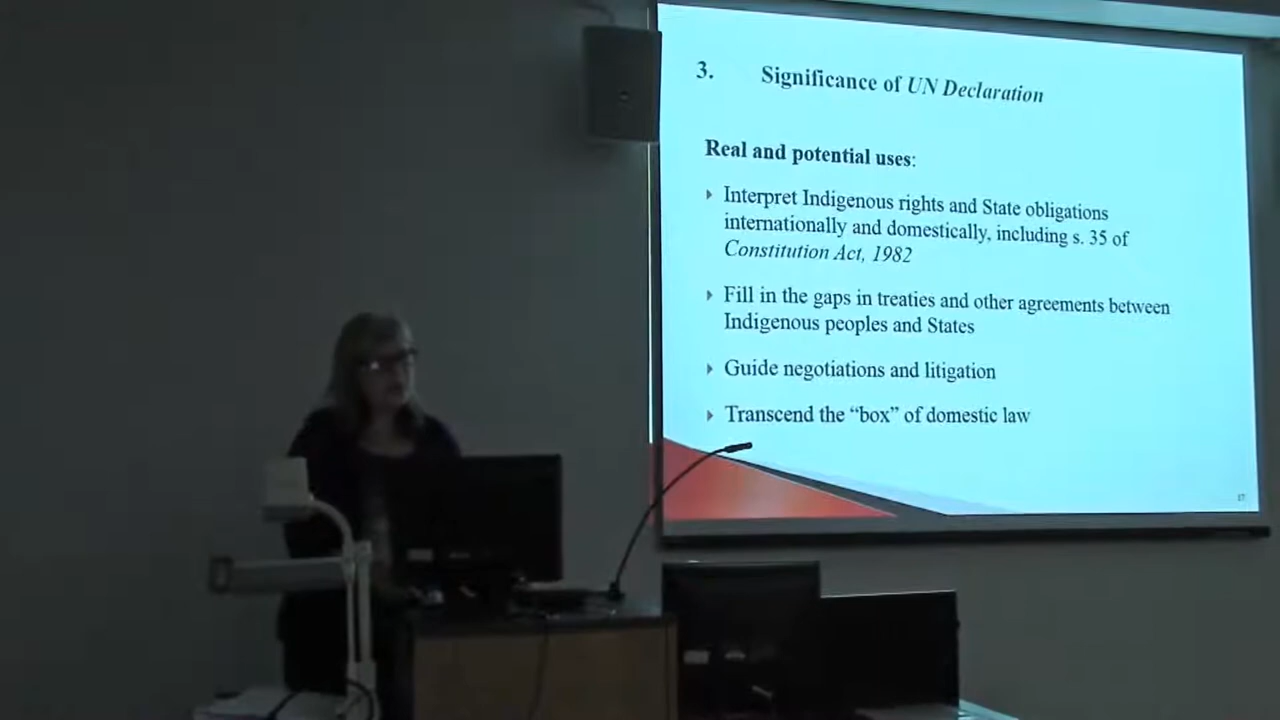 3. Significance of UN Declaration
Real and potential uses:
Interpret Indigenous rights and State obligations
internationally and domestically, including s. 35 of
Constitution Act, 1982
Fill in the gaps in treaties and other agreements between
Indigenous peoples and States
Guide negotiations and litigation
Transcend the “box” of domestic law
17